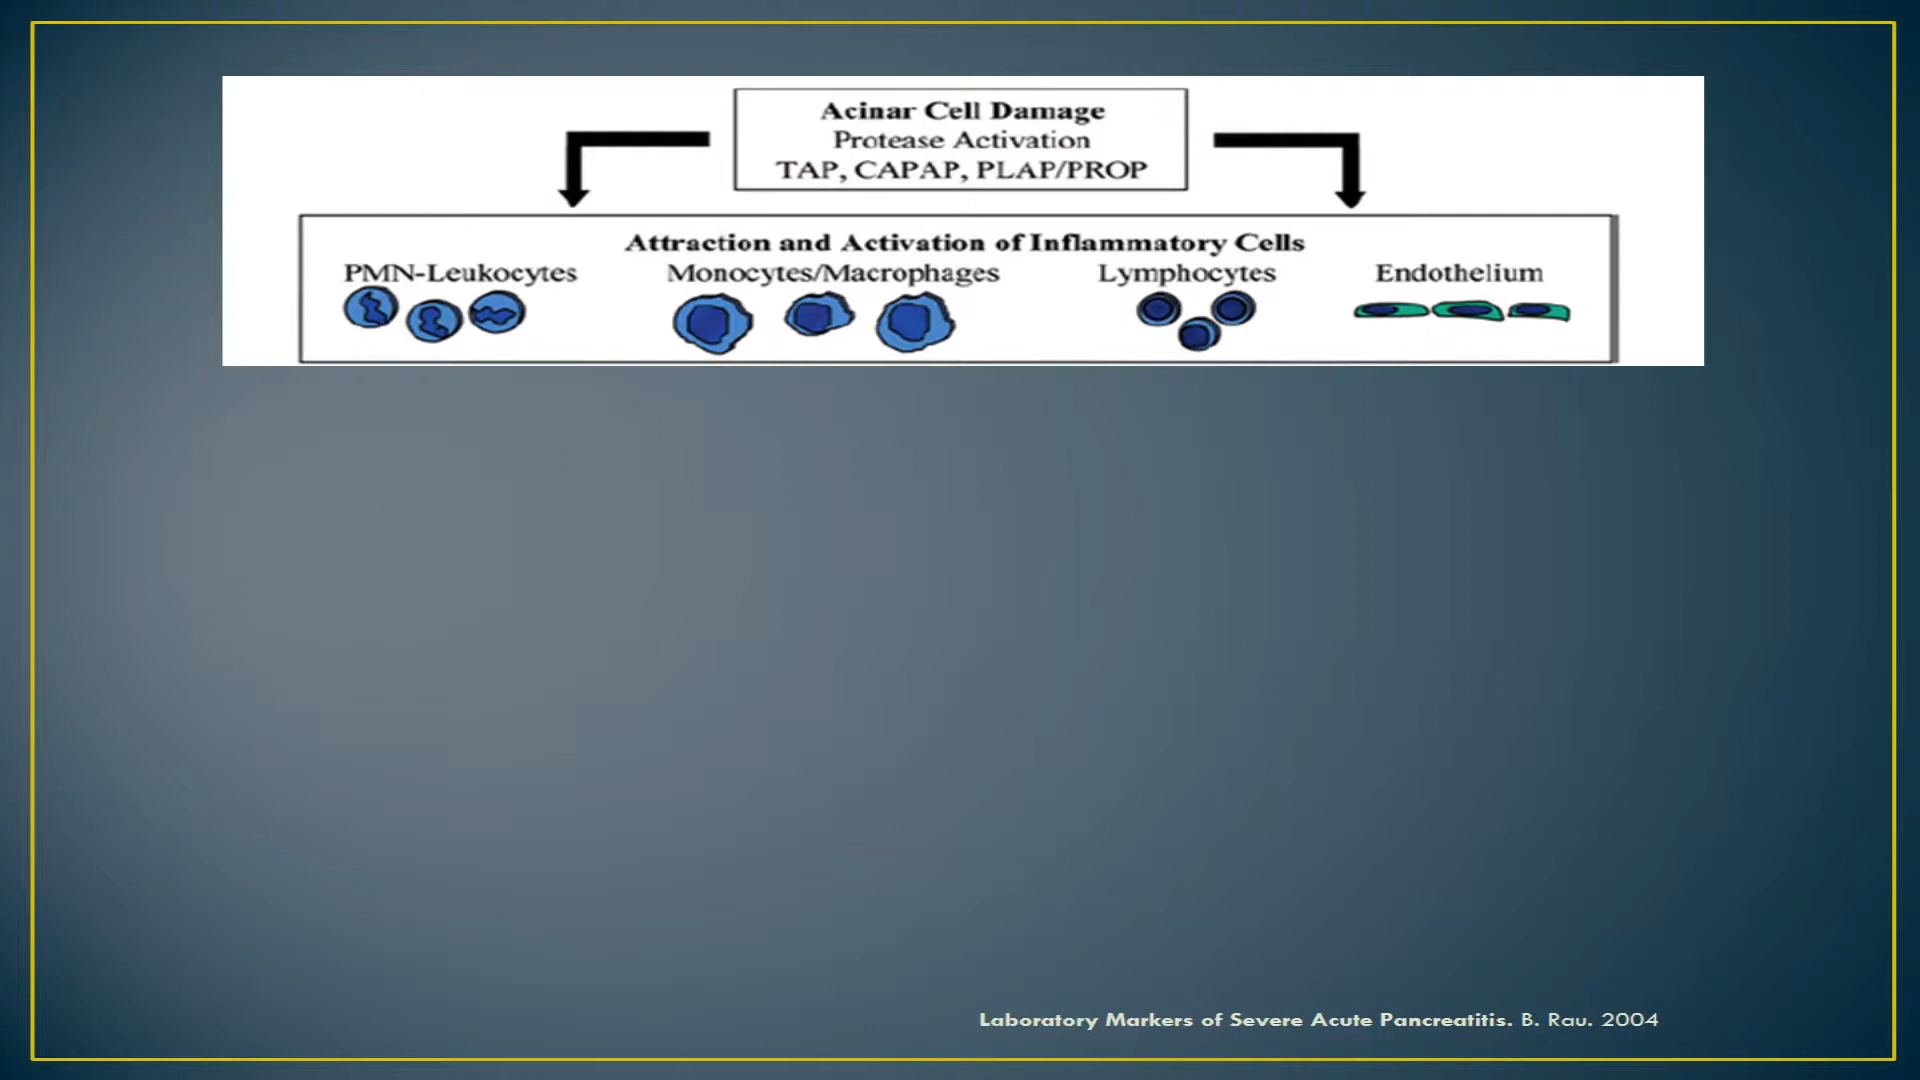 Acinar Cell Damage
Protease Activation
TAP, CAPAP, PLAP/PROP
Attraction and Activation of Inflammatory Cells
PMN-Leukocytes Monocytes/Macrophages Lymphocytes Endothelium
Laboratory Markers of Severe Acute Pancreatitis. B. Rau. 2004